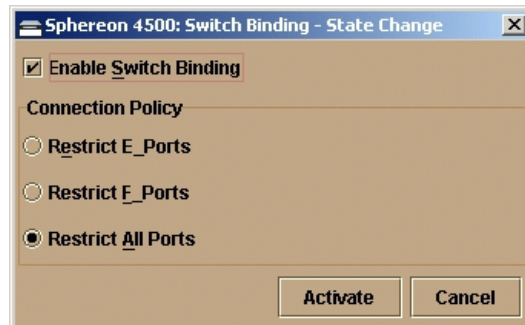 Sphereon 4500: Switch Binding - State Change
Enable Switch Binding
Connection Policy
Restrict E_Ports
Restrict F_Ports
Restrict All Ports
Activate Cancel